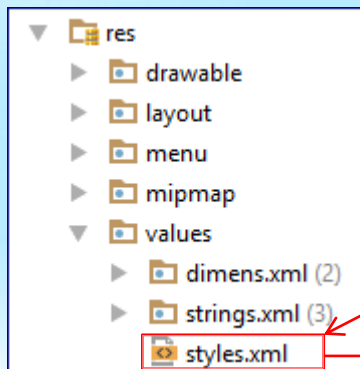 res
drawable
layout
menu
mipmap
values
dimens.xml (2)
strings.xml (3)
styles.xml